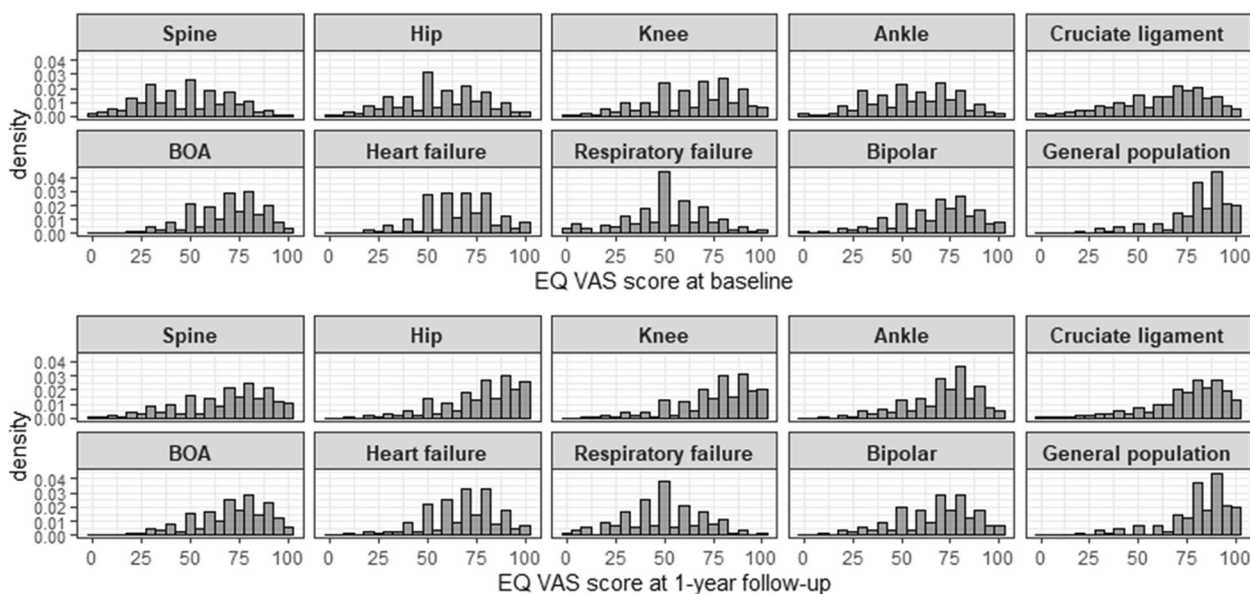 Spine Hip Knee Ankle Cruciate ligament
0.04
0.03
0.02
0.01
0.00
density
BOA Heart failure Respiratory failure Bipolar General population
0.04
0.03
0.02
0.01
0.00
0 25 50 75 100 0 25 50 75 100 0 25 50 75 100 0 25 50 75 100 0 25 50 75 100
EQ VAS score at baseline
Spine Hip Knee Ankle Cruciate ligament
0.04
0.03
0.02
0.01
0.00
density
BOA Heart failure Respiratory failure Bipolar General population
0.04
0.03
0.02
0.01
0.00
0 25 50 75 100 0 25 50 75 100 0 25 50 75 100 0 25 50 75 100 0 25 50 75 100
EQ VAS score at 1-year follow-up